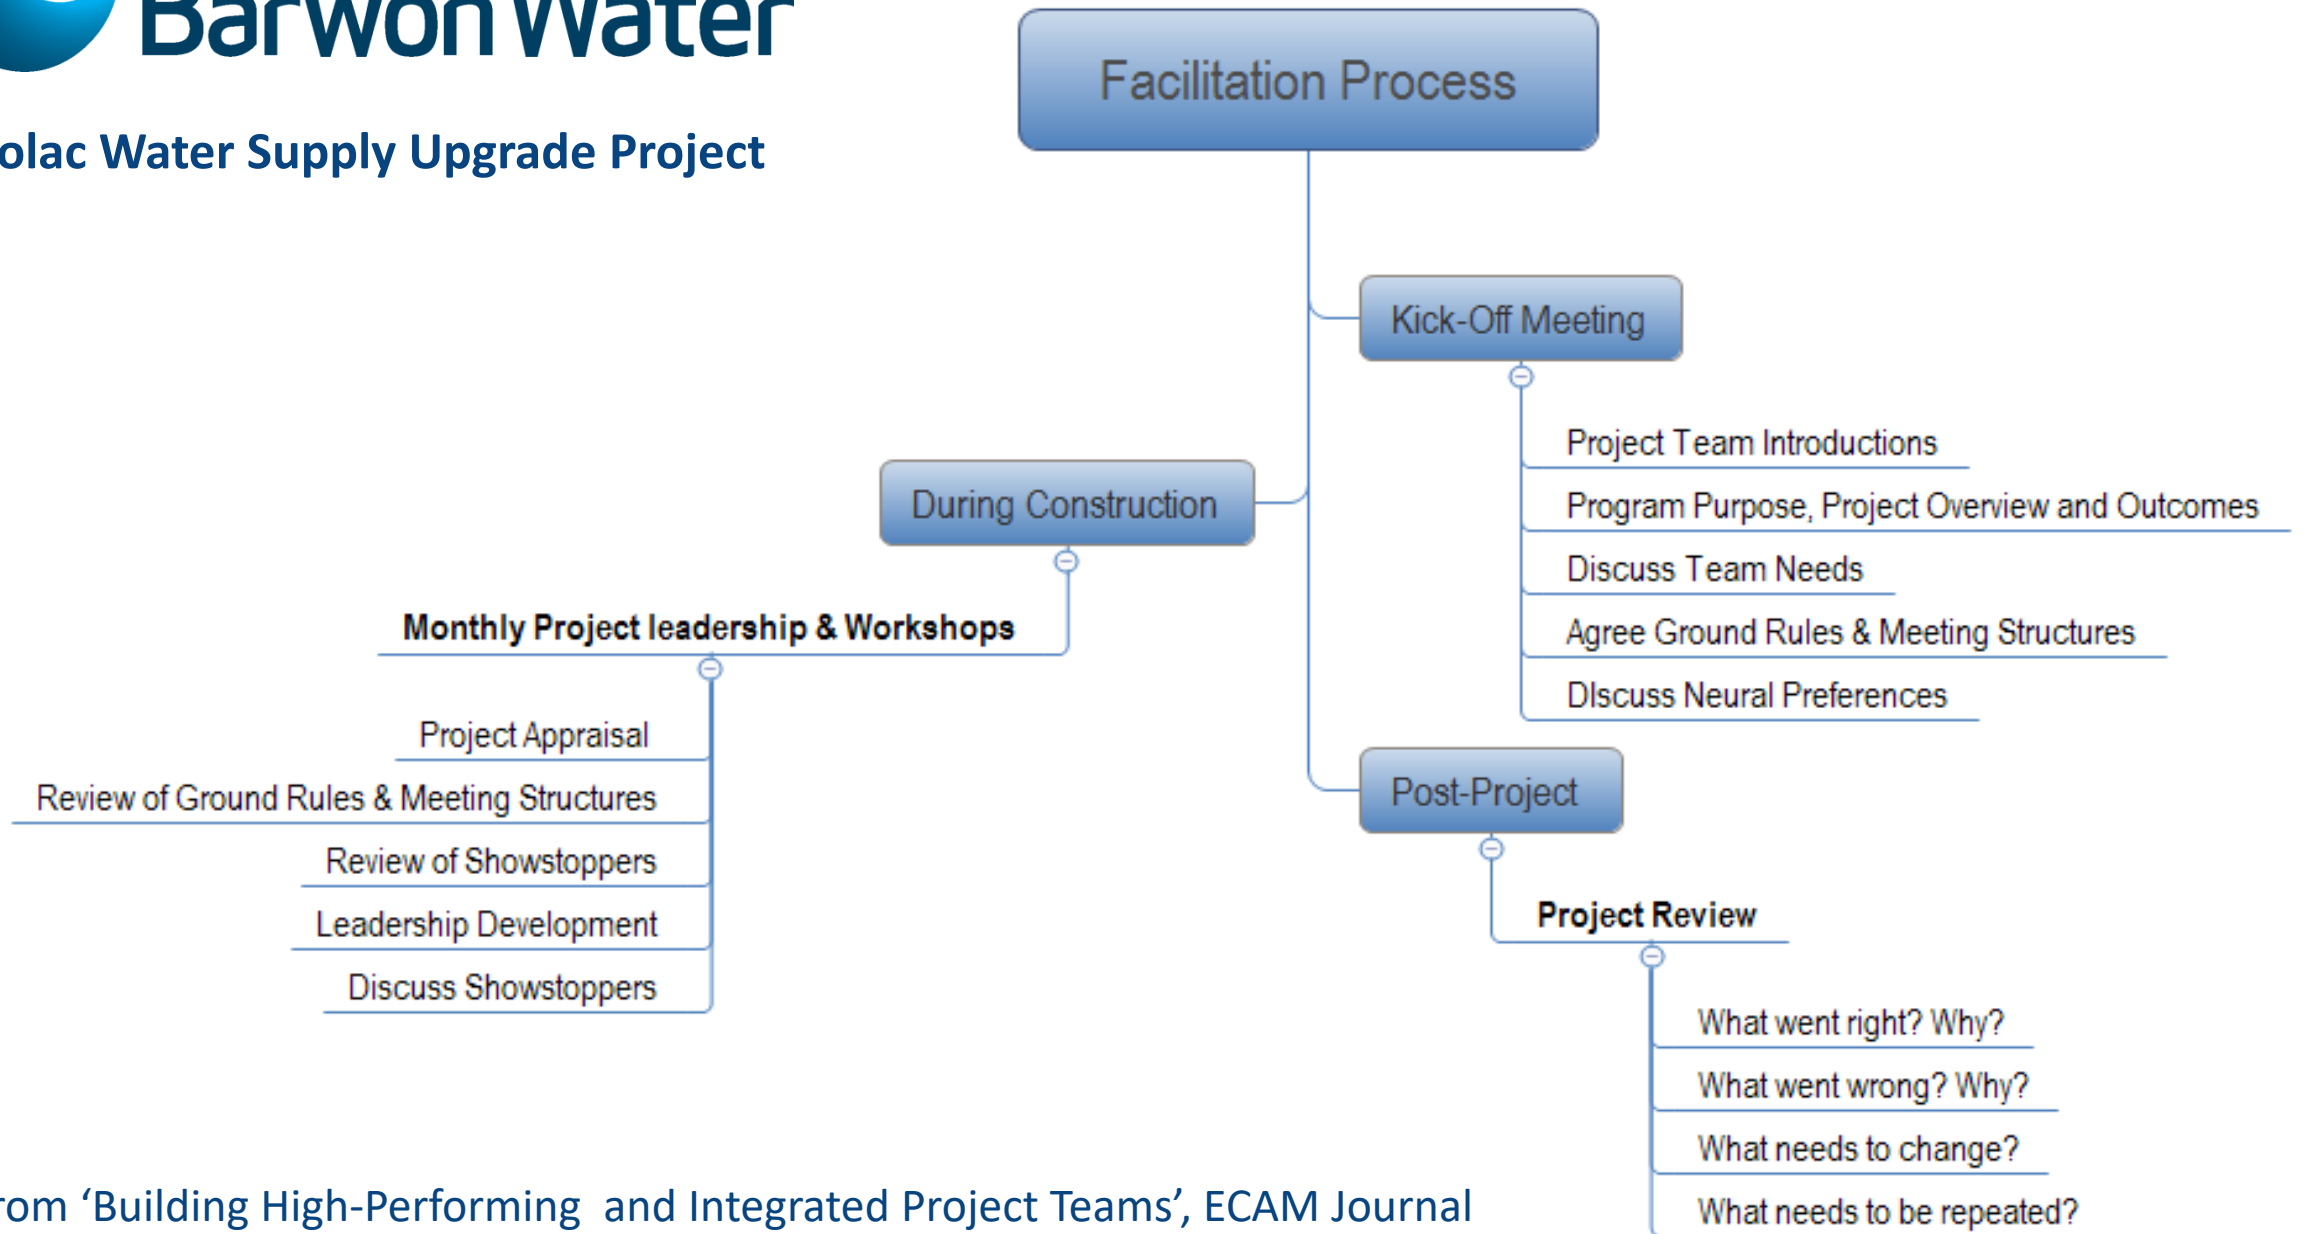 Barwon Water
olac Water Supply Upgrade Project
Facilitation Process
Kick-Off Meeting
Project Team Introductions
Program Purpose, Project Overview and Outcomes
Discuss Team Needs
Agree Ground Rules & Meeting Structures
DIscuss Neural Preferences
During Construction
Monthly Project leadership & Workshops
Project Appraisal
Review of Ground Rules & Meeting Structures
Review of Showstoppers
Leadership Development
Discuss Showstoppers
Post-Project
Project Review
What went right? Why?
What went wrong? Why?
What needs to change?
What needs to be repeated?
rom ‘Building High-Performing  and Integrated Project Teams’, ECAM Journal